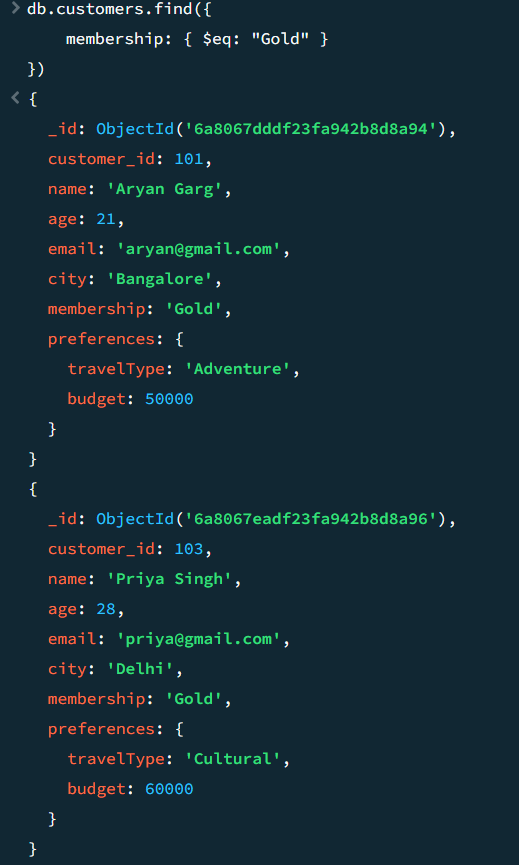 db.customers.find({
membership: { $eq: "Gold" }
})
{
_id: ObjectId('6a8067dddf23fa942b8d8a94'),
customer_id: 101,
name: 'Aryan Garg',
age: 21,
email: 'aryan@gmail.com',
city: 'Bangalore',
membership: 'Gold',
preferences: {
travelType: 'Adventure',
budget: 50000
}
}
{
_id: ObjectId('6a8067eadf23fa942b8d8a96'),
customer_id: 103,
name: 'Priya Singh',
age: 28,
email: 'priya@gmail.com',
city: 'Delhi',
membership: 'Gold',
preferences: {
travelType: 'Cultural',
budget: 60000
}
}